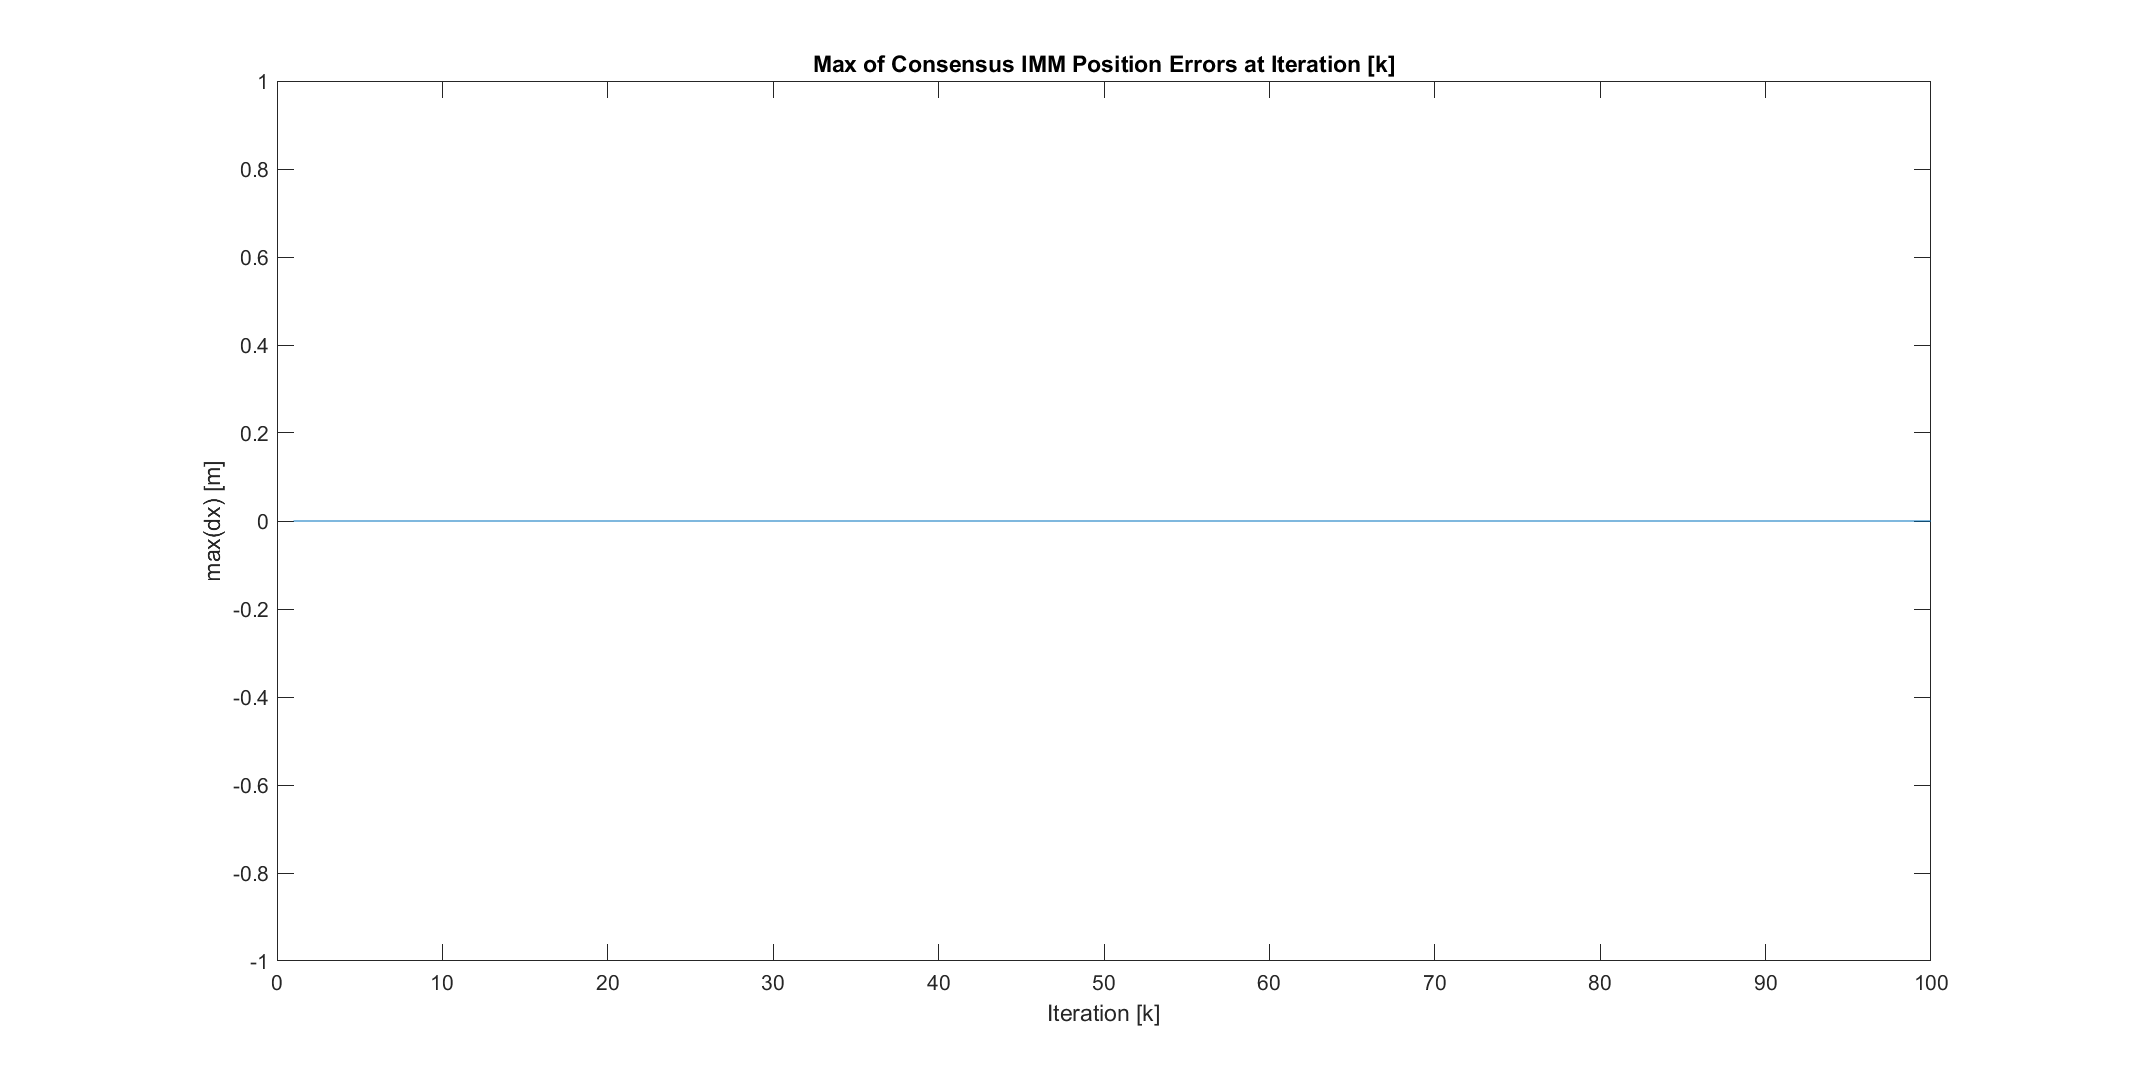 Max of Consensus IMM Position Errors at Iteration [k]
1
0.8
0.6
0.4
0.2
0
-0.2
-0.4
-0.6
-0.8
-1
max(dx) [m]
0 10 20 30 40 50 60 70 80 90 100
Iteration [k]